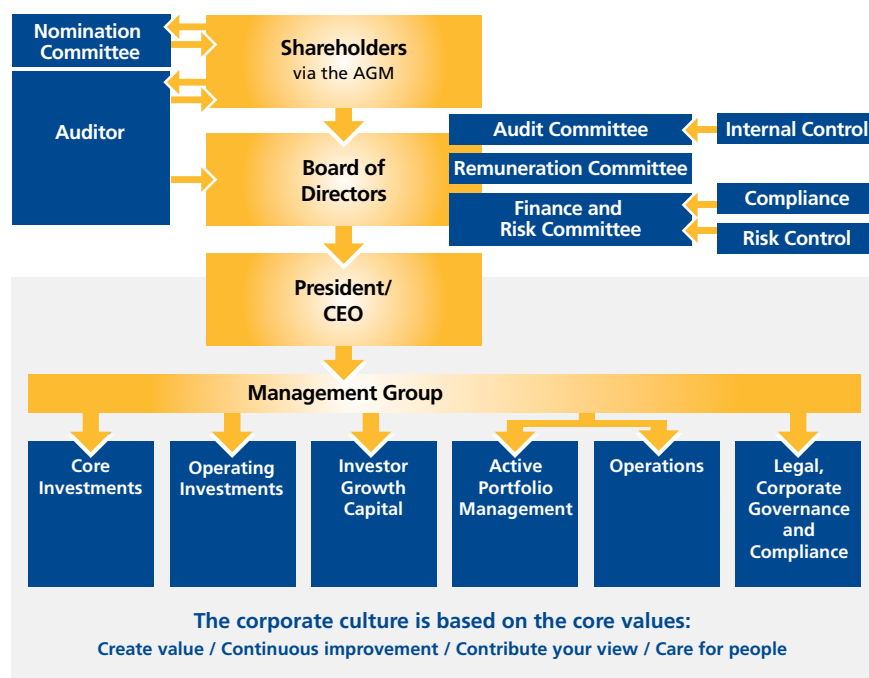 Nomination
Committee
Shareholders
via the AGM
Auditor
Audit Committee
Internal Control
Board of
Directors
Remuneration Committee
Finance and
Risk Committee
Compliance
Risk Control
President/
CEO
Management Group
Core
Investments
Operating
Investments
Investor
Growth
Capital
Active
Portfolio
Management
Operations
Legal,
Corporate
Governance
and
Compliance
The corporate culture is based on the core values:
Create value / Continuous improvement / Contribute your view / Care for people